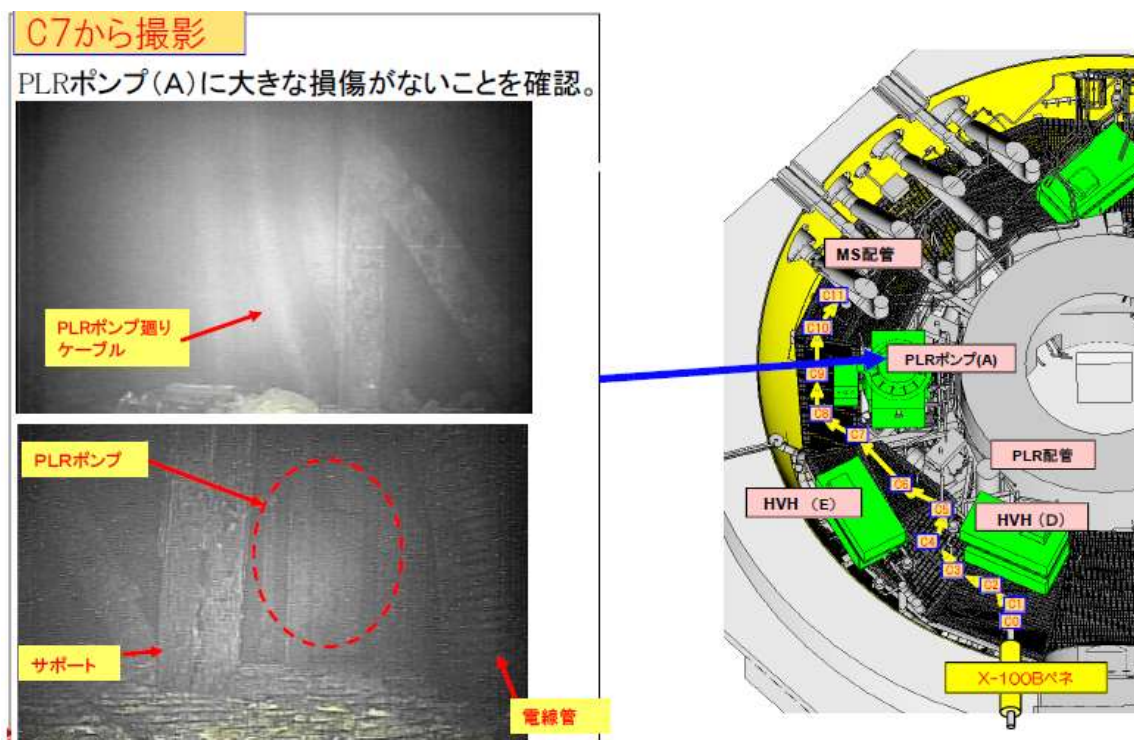 C7から撮影
PLRポンプ(A)に大きな損傷がないことを確認。
PLRポンプ廻り
ケーブル
PLRポンプ
サポート
電線管
MS配管
C11
C10
PLRポンプ(A)
C9
C8
C7
PLR配管
C6
HVH (E)
C5
HVH (D)
C4
C3
C2
C1
C0
X-100Bペネ